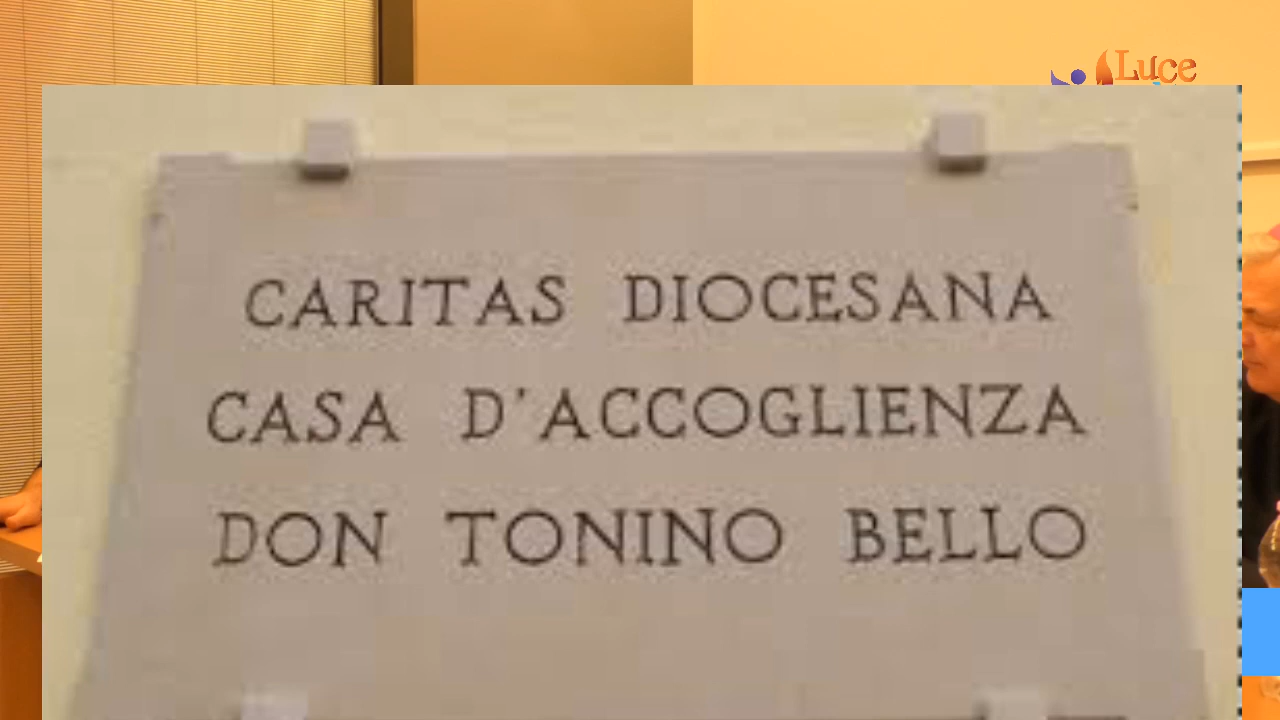 Luce
CARITAS DIOCESANA
CASA D'ACCOGLIENZA
DON TONINO BELLO